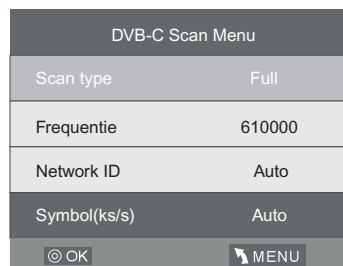 DVB-C Scan Menu
Scan type Full
Frequentie 610000
Network ID Auto
Symbol(ks/s) Auto
OK MENU